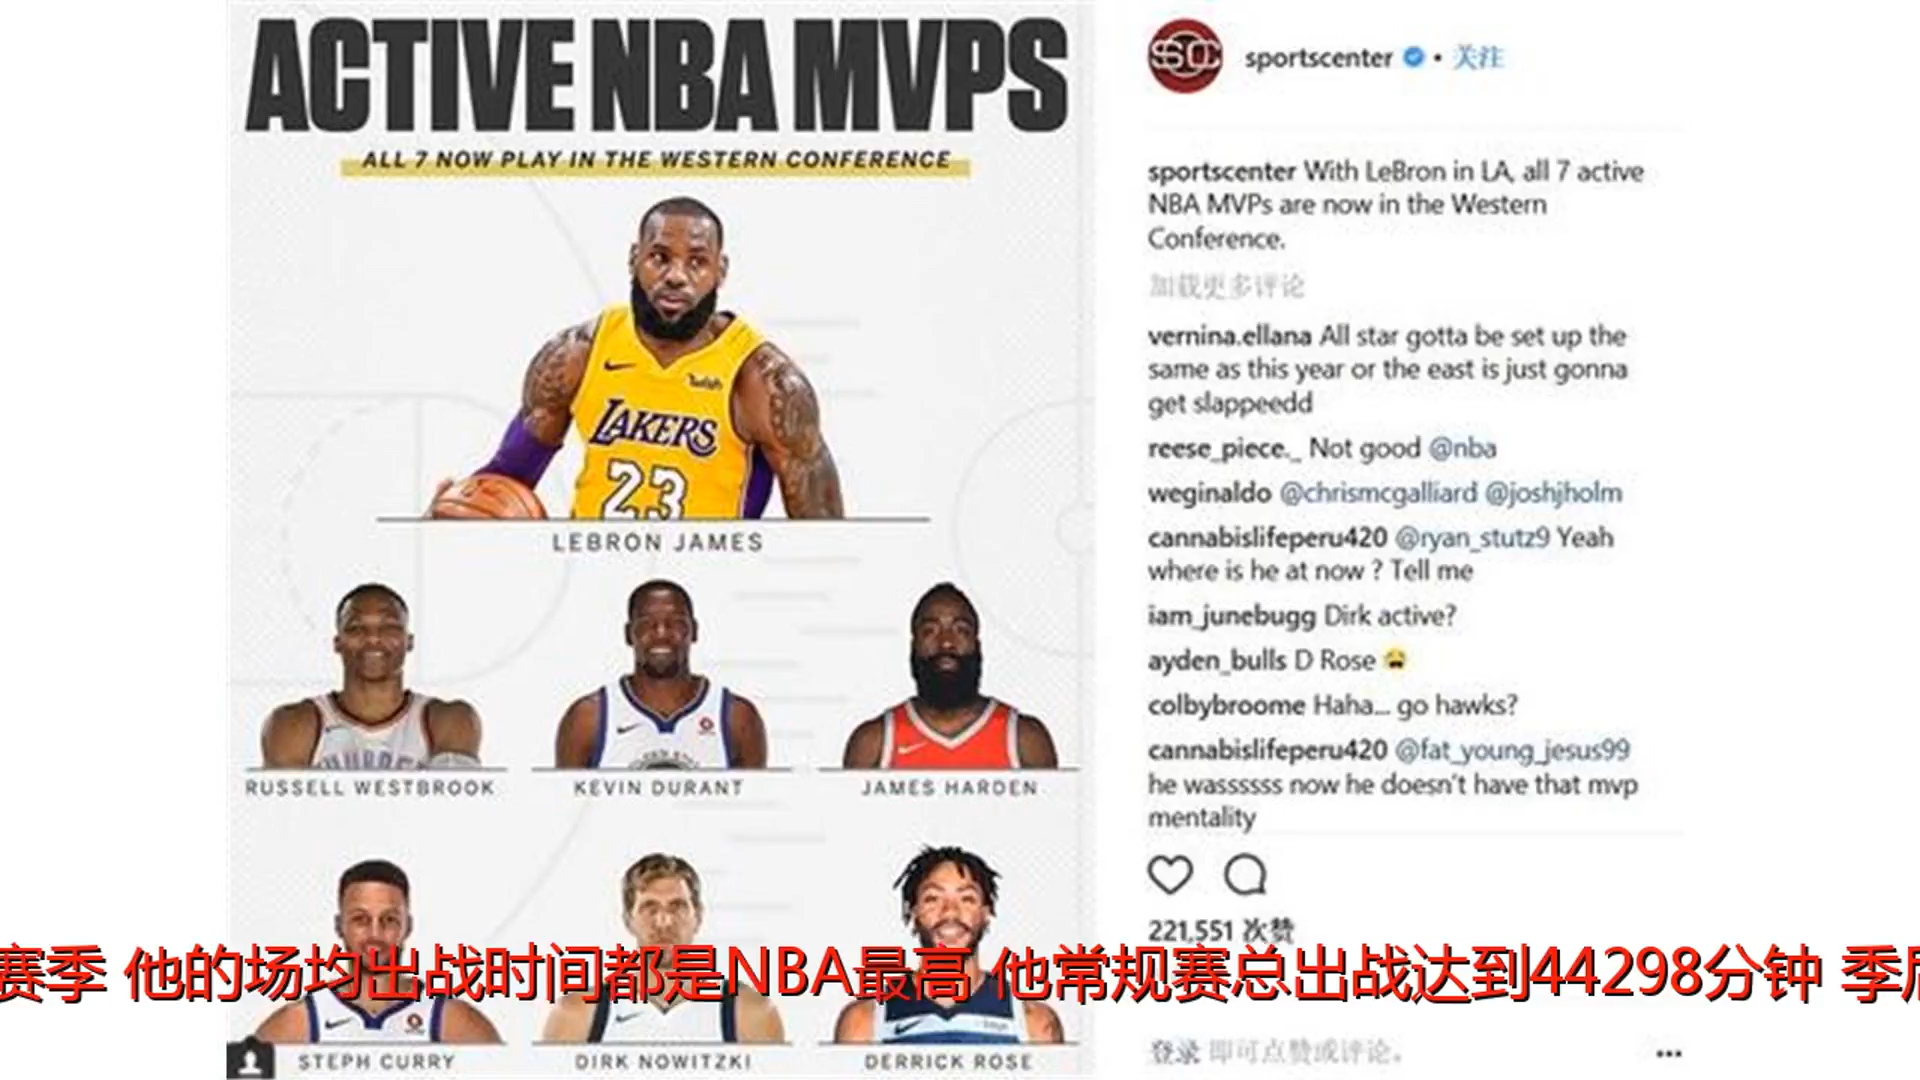 ACTIVE NBA MVPS
ALL 7 NOW PLAY IN THE WESTERN CONFERENCE
LAKERS
23
LEBRON JAMES
RUSSELL WESTBROOK
KEVIN DURANT
JAMES HARDEN
STEPH CURRY
DIRK NOWITZKI
DERRICK ROSE
SC
sportscenter • 关注
sportscenter With LeBron in LA, all 7 active
NBA MVPs are now in the Western
Conference.
加载更多评论
vernina.ellana All star gotta be set up the
same as this year or the east is just gonna
get slappeedd
reese_piece._ Not good @nba
weginaldo @chrismcgalliard @joshjholm
cannabislifeperu420 @ryan_stutz9 Yeah
where is he at now ? Tell me
iam_junebugg Dirk active?
ayden_bulls D Rose 😩
colbybroome Haha... go hawks?
cannabislifeperu420 @fat_young_jesus99
he wassssss now he doesn't have that mvp
mentality
221,551 次赞
赛季 他的场均出战时间都是NBA最高 他常规赛总出战达到44298分钟 季后
登录 即可点赞或评论。